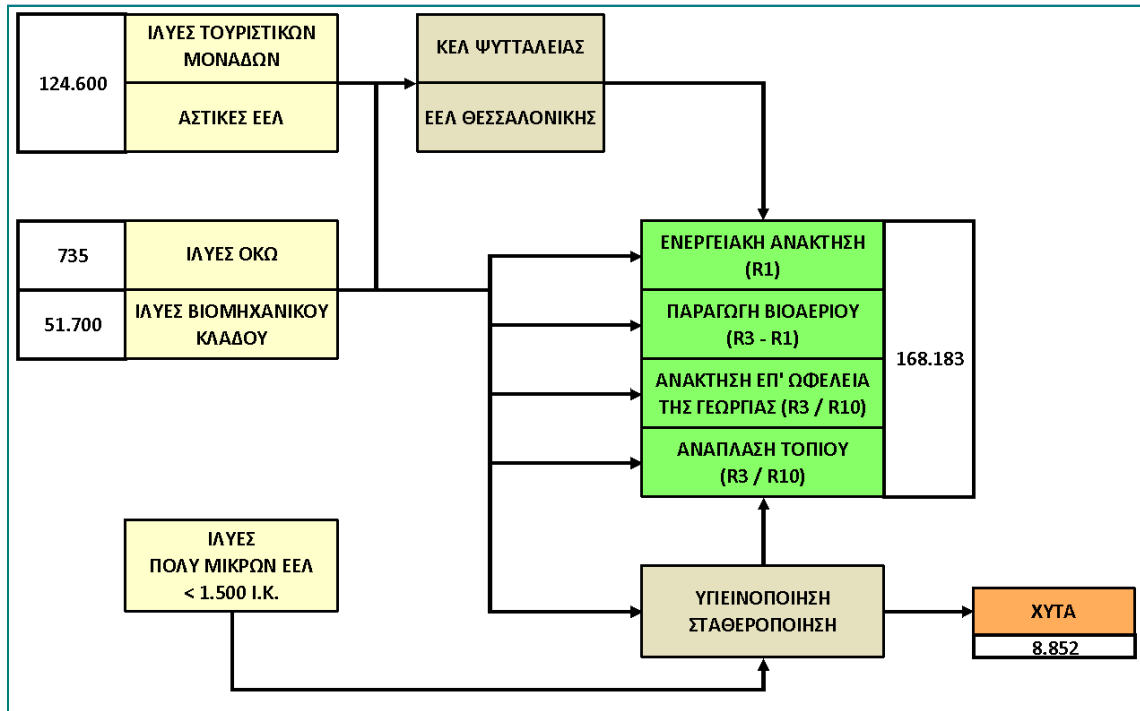 124.600
ΙΛΥΕΣ ΤΟΥΡΙΣΤΙΚΩΝ
ΜΟΝΑΔΩΝ
ΑΣΤΙΚΕΣ ΕΕΛ
ΚΕΛ ΨΥΤΤΑΛΕΙΑΣ
ΕΕΛ ΘΕΣΣΑΛΟΝΙΚΗΣ
735
ΙΛΥΕΣ ΟΚΩ
51.700
ΙΛΥΕΣ ΒΙΟΜΗΧΑΝΙΚΟΥ
ΚΛΑΔΟΥ
ΕΝΕΡΓΕΙΑΚΗ ΑΝΑΚΤΗΣΗ
(R1)
ΠΑΡΑΓΩΓΗ ΒΙΟΑΕΡΙΟΥ
(R3 - R1)
ΑΝΑΚΤΗΣΗ ΕΠ' ΩΦΕΛΕΙΑ
ΤΗΣ ΓΕΩΡΓΙΑΣ (R3 / R10)
ΑΝΑΠΛΑΣΗ ΤΟΠΙΟΥ
(R3 / R10)
168.183
ΙΛΥΕΣ
ΠΟΛΥ ΜΙΚΡΩΝ ΕΕΛ
< 1.500 Ι.Κ.
ΥΓΙΕΙΝΟΠΟΙΗΣΗ
ΣΤΑΘΕΡΟΠΟΙΗΣΗ
ΧΥΤΑ
8.852